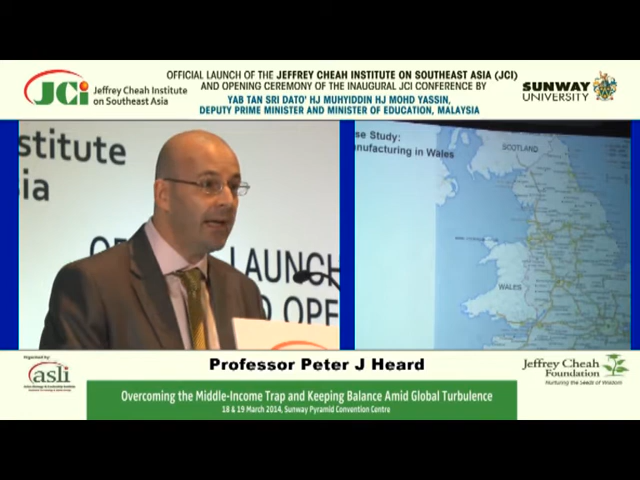 OFFICIAL LAUNCH OF THE JEFFREY CHEAH INSTITUTE ON SOUTHEAST ASIA (JCI)
AND OPENING CEREMONY OF THE INAUGURAL JCI CONFERENCE BY
YAB TAN SRI DATO' HJ MUHYIDDIN HJ MOHD YASSIN,
DEPUTY PRIME MINISTER AND MINISTER OF EDUCATION, MALAYSIA
JCi
Jeffrey Cheah Institute
on Southeast Asia
SUNWAY
UNIVERSITY
stitute
sia
LAUNCH
OPE
se Study:
nufacturing in Wales
SCOTLAND
WALES
Organised by:
asli
Professor Peter J Heard
Jeffrey Cheah
Foundation
Nurturing the Seeds of Wisdom
Overcoming the Middle-Income Trap and Keeping Balance Amid Global Turbulence
18 & 19 March 2014, Sunway Pyramid Convention Centre